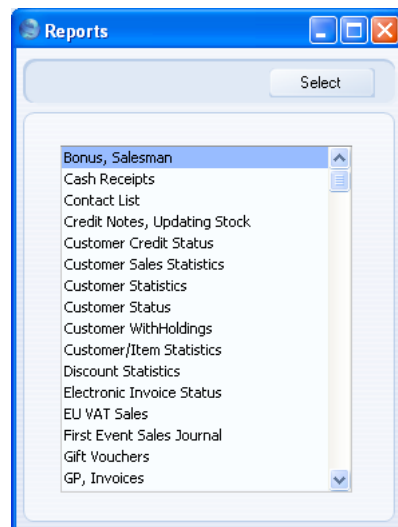 Reports
Select
Bonus, Salesman
Cash Receipts
Contact List
Credit Notes, Updating Stock
Customer Credit Status
Customer Sales Statistics
Customer Statistics
Customer Status
Customer WithHoldings
Customer/Item Statistics
Discount Statistics
Electronic Invoice Status
EU VAT Sales
First Event Sales Journal
Gift Vouchers
GP, Invoices